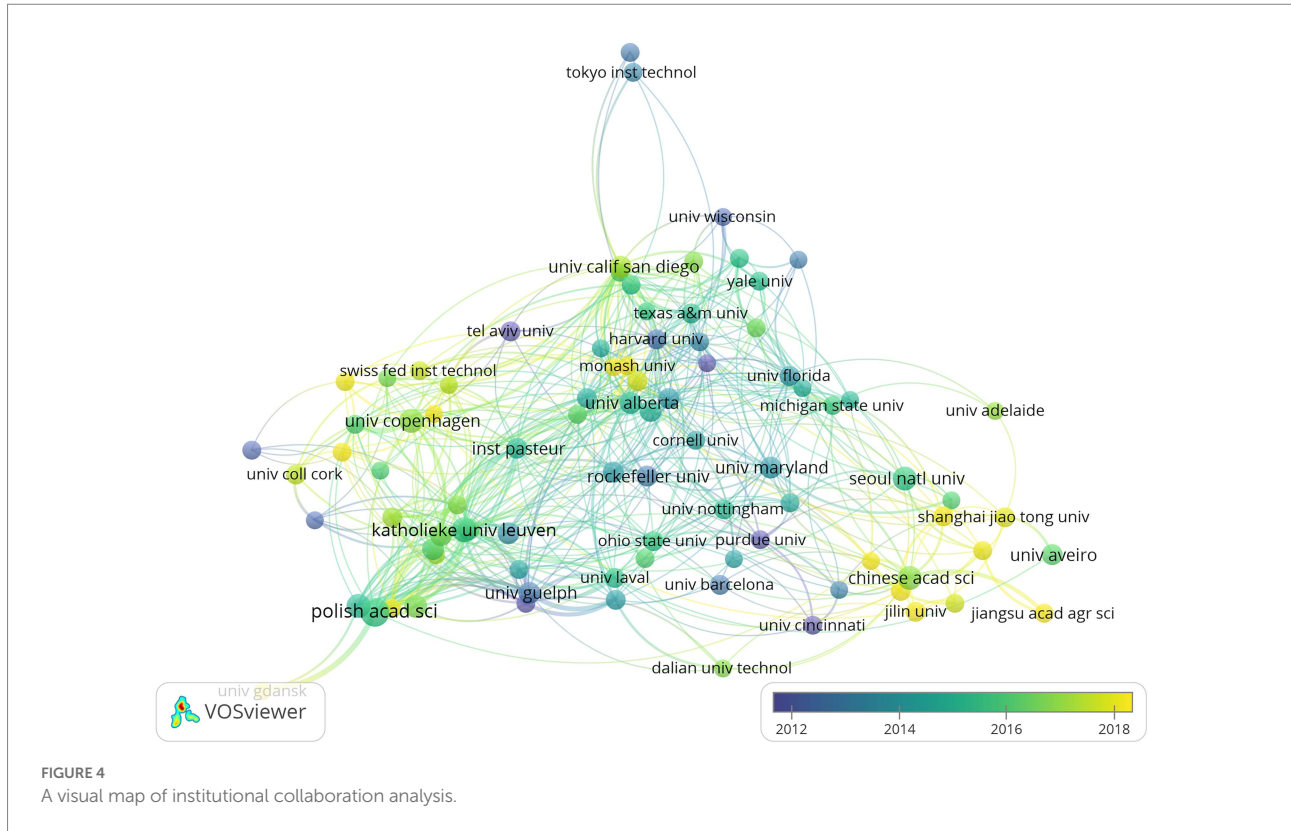 tokyo inst technol
univ wisconsin
univ calif san diego
yale univ
texas a&m univ
tel aviv univ
harvard univ
monash univ
swiss fed inst technol
univ florida
univ alberta
michigan state univ
univ adelaide
univ copenhagen
cornell univ
inst pasteur
univ maryland
univ coll cork
rockefeller univ
seoul natl univ
univ nottingham
shanghai jiao tong univ
katholieke univ leuven
ohio state univ
purdue univ
univ aveiro
univ laval
chinese acad sci
univ barcelona
univ guelph
polish acad sci
jilin univ
jiangsu acad agr sci
univ cincinnati
dalian univ technol
univ gdansk
VOSviewer
2012 2014 2016 2018
FIGURE 4
A visual map of institutional collaboration analysis.